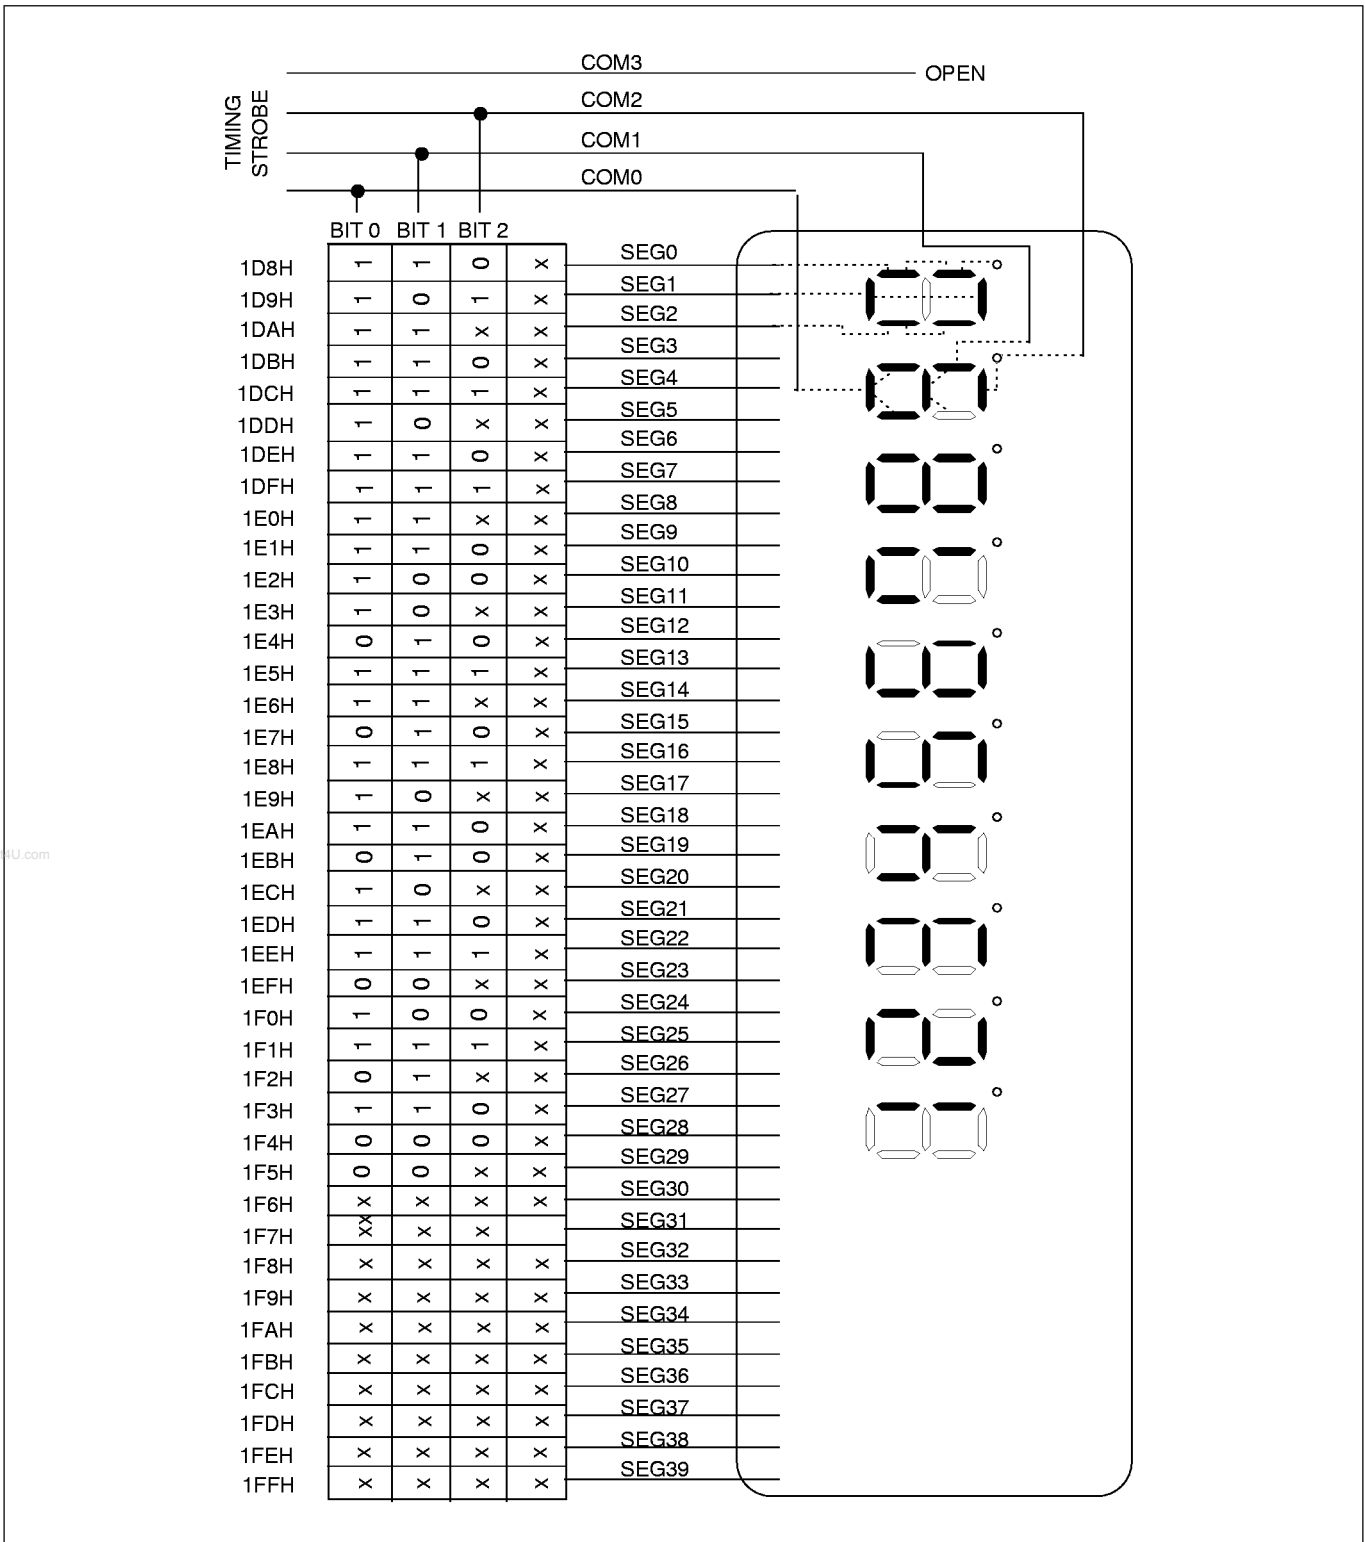 COM3
OPEN
COM2
COM1
COM0
TIMING
STROBE
BIT 0 BIT 1 BIT 2
1D8H 1 1 0 x SEG0
1D9H 1 0 1 x SEG1
1DAH 1 1 x x SEG2
1DBH 1 1 0 x SEG3
1DCH 1 1 1 x SEG4
1DDH 1 0 x x SEG5
1DEH 1 1 0 x SEG6
1DFH 1 1 1 x SEG7
1E0H 1 1 x x SEG8
1E1H 1 1 0 x SEG9
1E2H 1 0 0 x SEG10
1E3H 1 0 x x SEG11
1E4H 0 1 0 x SEG12
1E5H 1 1 1 x SEG13
1E6H 1 1 x x SEG14
1E7H 0 1 0 x SEG15
1E8H 1 1 1 x SEG16
1E9H 1 0 x x SEG17
1EAH 1 1 0 x SEG18
1EBH 0 1 0 x SEG19
1ECH 1 0 x x SEG20
1EDH 1 1 0 x SEG21
1EEH 1 1 1 x SEG22
1EFH 0 0 x x SEG23
1F0H 1 0 0 x SEG24
1F1H 1 1 1 x SEG25
1F2H 0 1 x x SEG26
1F3H 1 1 0 x SEG27
1F4H 0 0 0 x SEG28
1F5H 0 0 x x SEG29
1F6H x x x x SEG30
1F7H xx x x SEG31
1F8H x x x x SEG32
1F9H x x x x SEG33
1FAH x x x x SEG34
1FBH x x x x SEG35
1FCH x x x x SEG36
1FDH x x x x SEG37
1FEH x x x x SEG38
1FFH x x x x SEG39
t4U.com